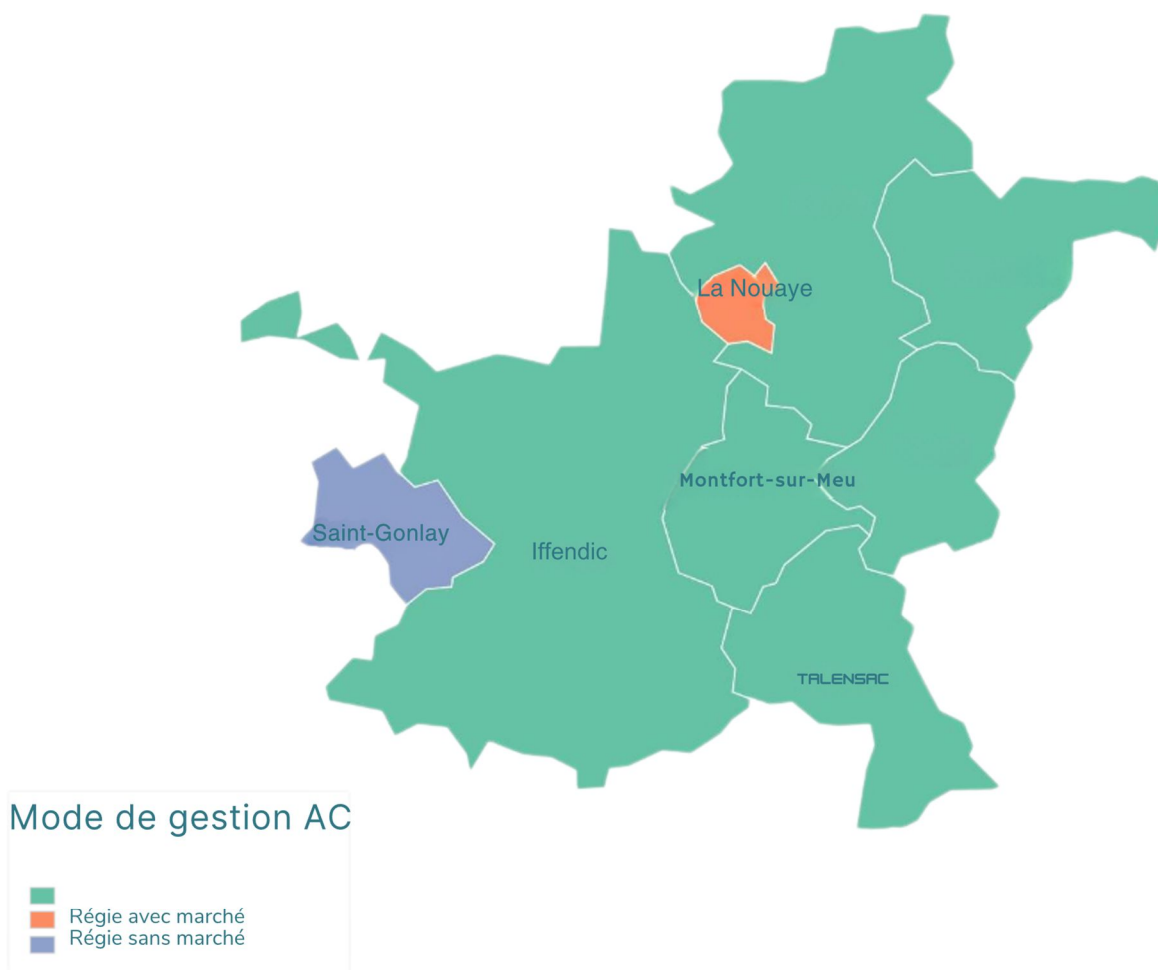 La Nouaye
Montfort-sur-Meu
Saint-Gonlay
Iffendic
TALENSAC
Mode de gestion AC
Régie avec marché
Régie sans marché